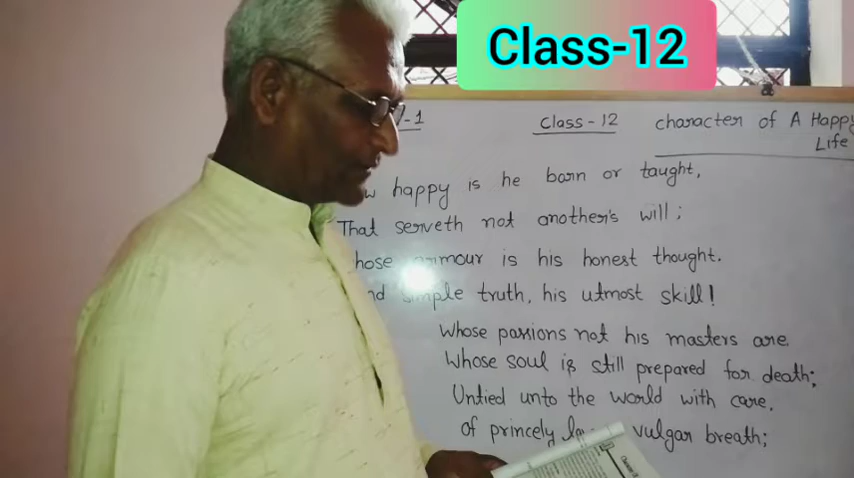 Class-12
-1 Class-12 character of A Happy
Life
happy is he born or taught,
That serveth not another's will;
hose armour is his honest thought.
nd simple truth, his utmost skill!
Whose passions not his masters are.
Whose soul is still prepared for death;
Untied unto the world with care,
of princely vulgar breath;